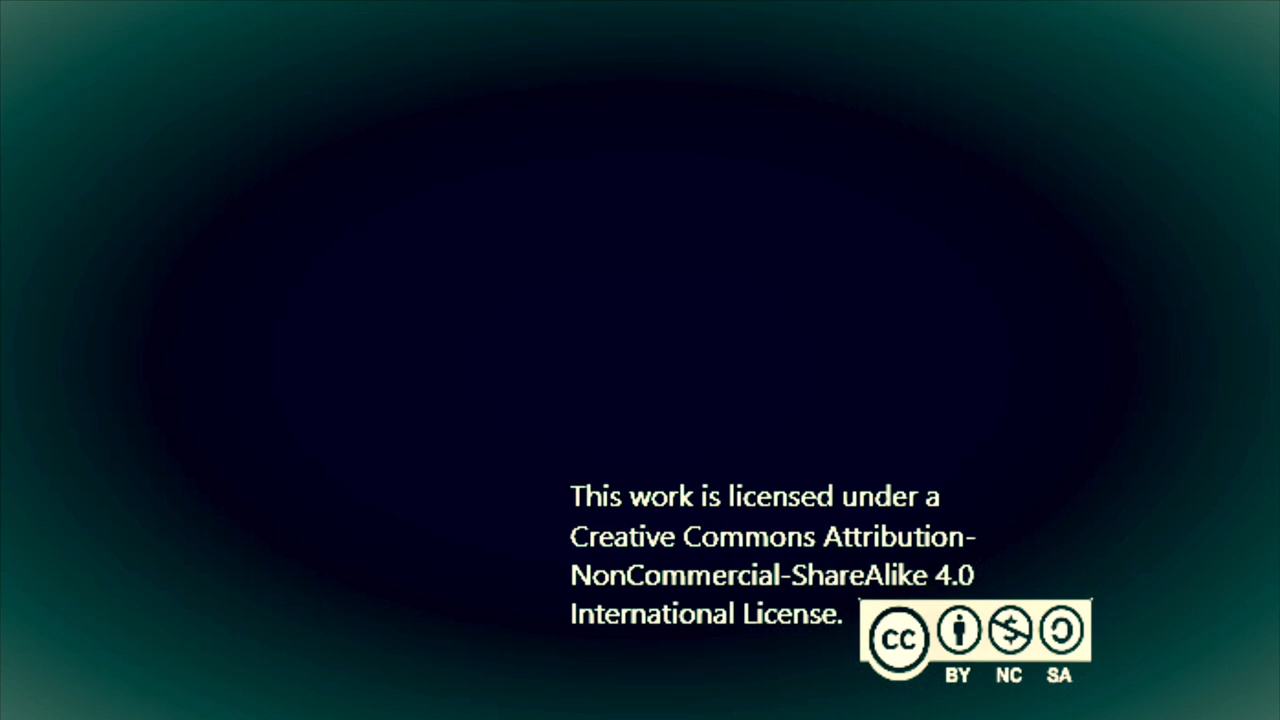 This work is licensed under a
Creative Commons Attribution-
NonCommercial-ShareAlike 4.0
International License.
CC
BY NC SA